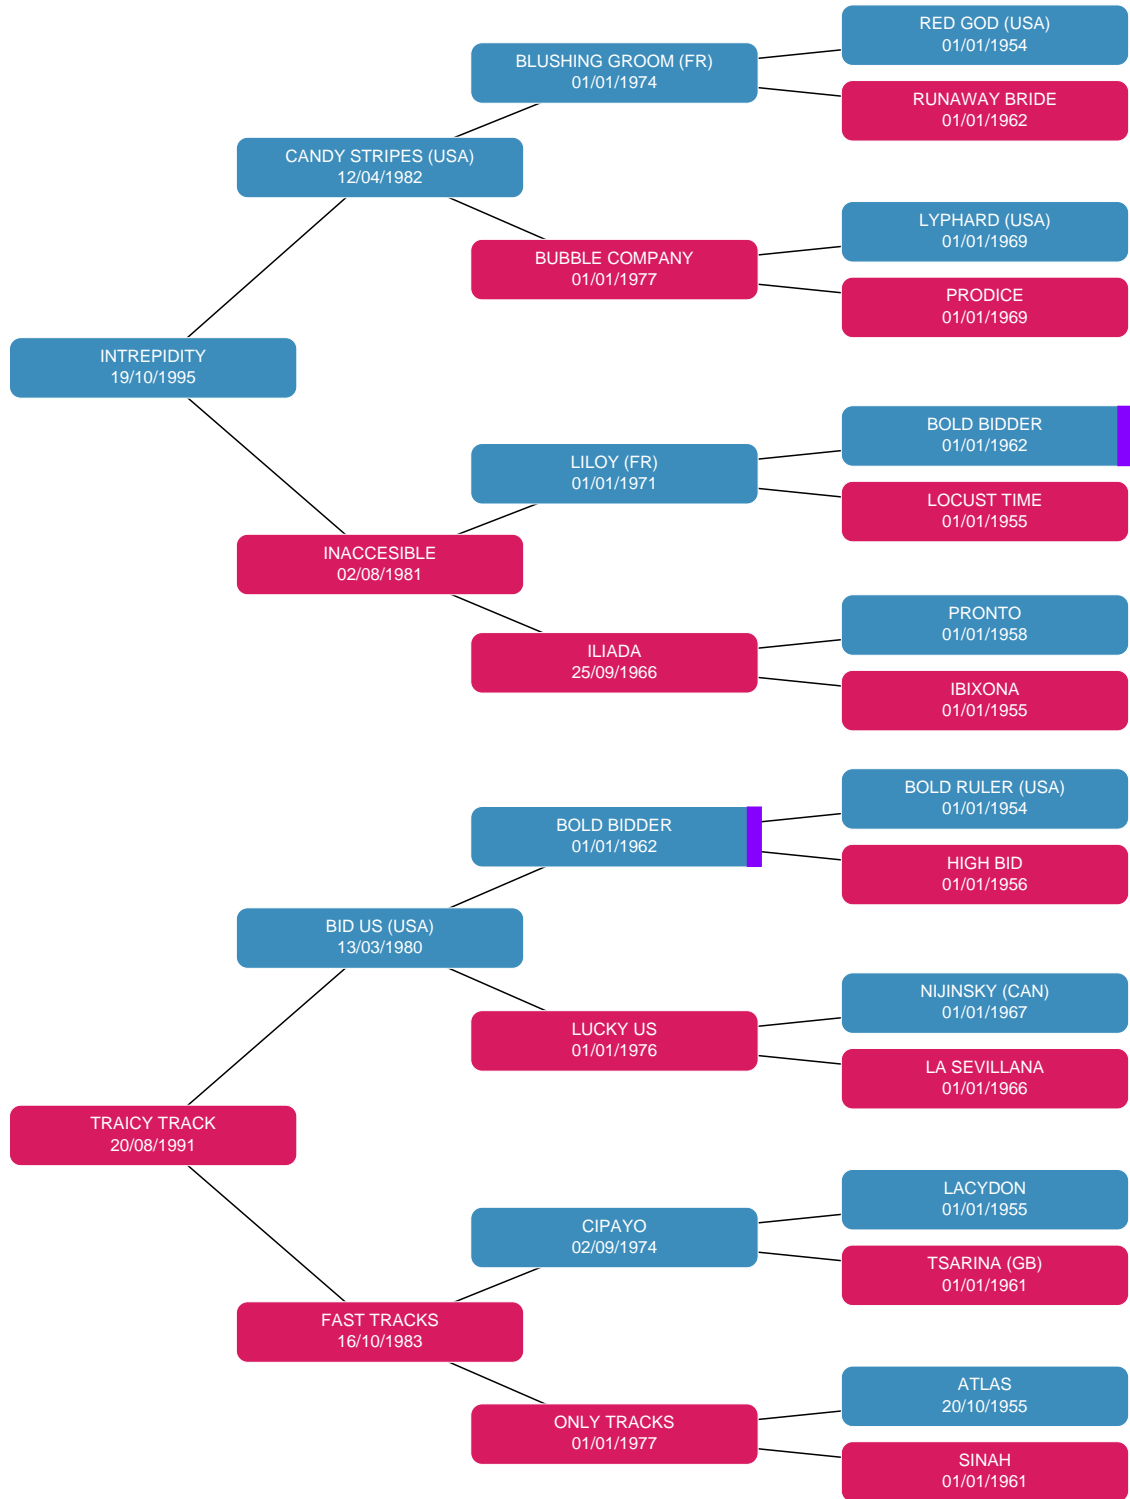 RED GOD (USA)
01/01/1954
BLUSHING GROOM (FR)
01/01/1974
RUNAWAY BRIDE
01/01/1962
CANDY STRIPES (USA)
12/04/1982
LYPHARD (USA)
01/01/1969
BUBBLE COMPANY
01/01/1977
PRODICE
01/01/1969
INTREPIDITY
19/10/1995
BOLD BIDDER
01/01/1962
LILOY (FR)
01/01/1971
LOCUST TIME
01/01/1955
INACCESIBLE
02/08/1981
PRONTO
01/01/1958
ILIADA
25/09/1966
IBIXONA
01/01/1955
BOLD RULER (USA)
01/01/1954
BOLD BIDDER
01/01/1962
HIGH BID
01/01/1956
BID US (USA)
13/03/1980
NIJINSKY (CAN)
01/01/1967
LUCKY US
01/01/1976
LA SEVILLANA
01/01/1966
TRAICY TRACK
20/08/1991
LACYDON
01/01/1955
CIPAYO
02/09/1974
TSARINA (GB)
01/01/1961
FAST TRACKS
16/10/1983
ATLAS
20/10/1955
ONLY TRACKS
01/01/1977
SINAH
01/01/1961